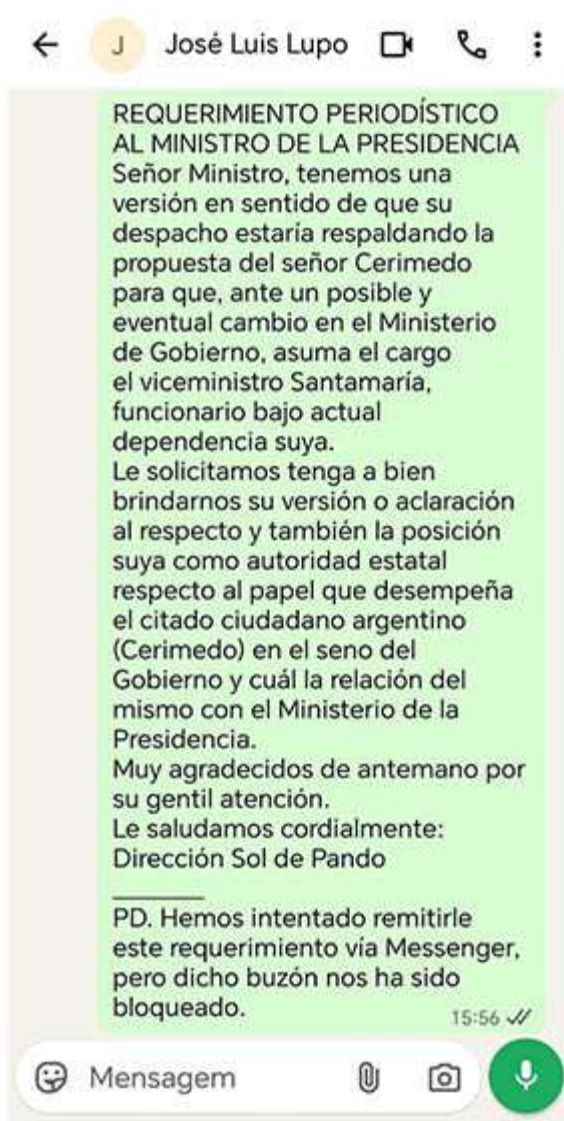 J José Luis Lupo
REQUERIMIENTO PERIODÍSTICO
AL MINISTRO DE LA PRESIDENCIA
Señor Ministro, tenemos una
versión en sentido de que su
despacho estaría respaldando la
propuesta del señor Cerimedo
para que, ante un posible y
eventual cambio en el Ministerio
de Gobierno, asuma el cargo
el viceministro Santamaría,
funcionario bajo actual
dependencia suya.
Le solicitamos tenga a bien
brindarnos su versión o aclaración
al respecto y también la posición
suya como autoridad estatal
respecto al papel que desempeña
el citado ciudadano argentino
(Cerimedo) en el seno del
Gobierno y cuál la relación del
mismo con el Ministerio de la
Presidencia.
Muy agradecidos de antemano por
su gentil atención.
Le saludamos cordialmente:
Dirección Sol de Pando
______
PD. Hemos intentado remitirle
este requerimiento vía Messenger,
pero dicho buzón nos ha sido
bloqueado.
15:56
Mensagem